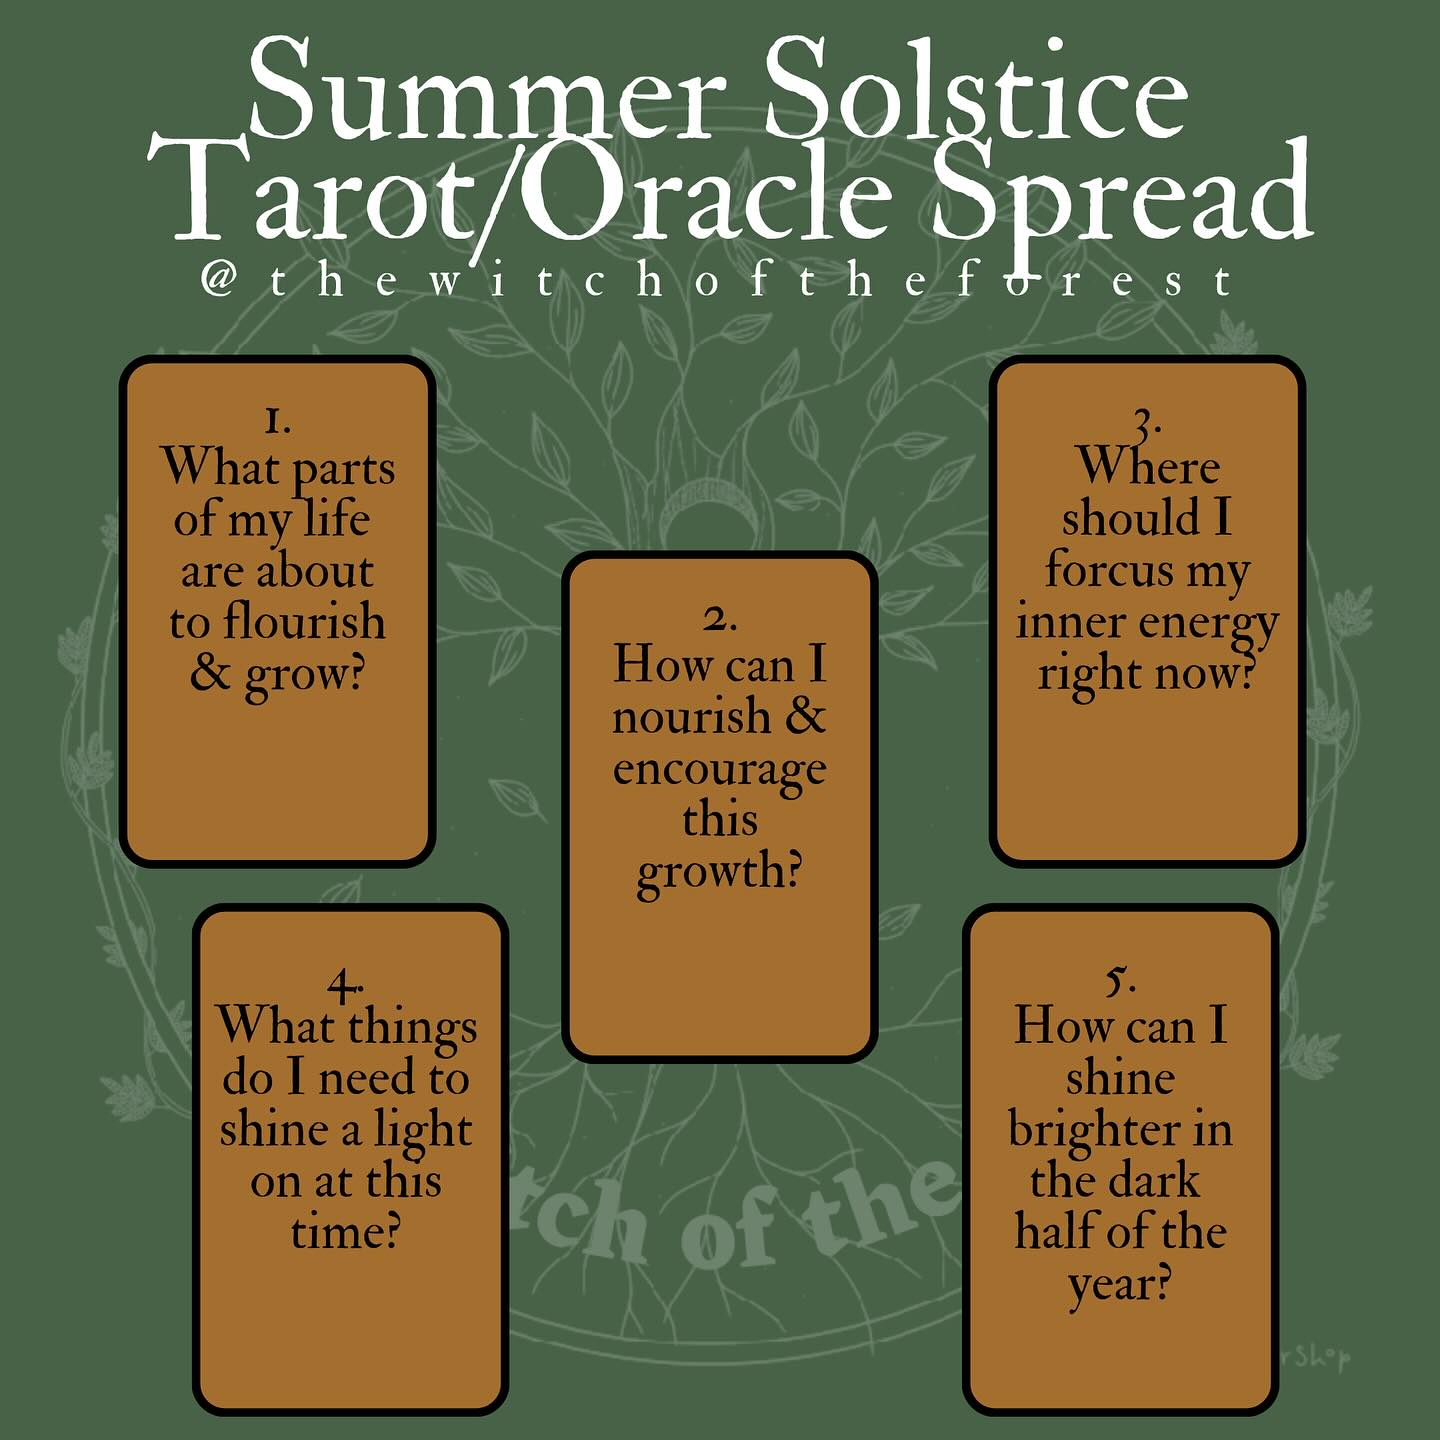 Summer Solstice
Tarot/Oracle Spread
@thewitchoftheforest
1.
What parts
of my life
are about
to flourish
& grow?
2.
How can I
nourish &
encourage
this
growth?
3.
Where
should I
forcus my
inner energy
right now?
4.
What things
do I need to
shine a light
on at this
time?
5.
How can I
shine
brighter in
the dark
half of the
year?
tch of the
rShop